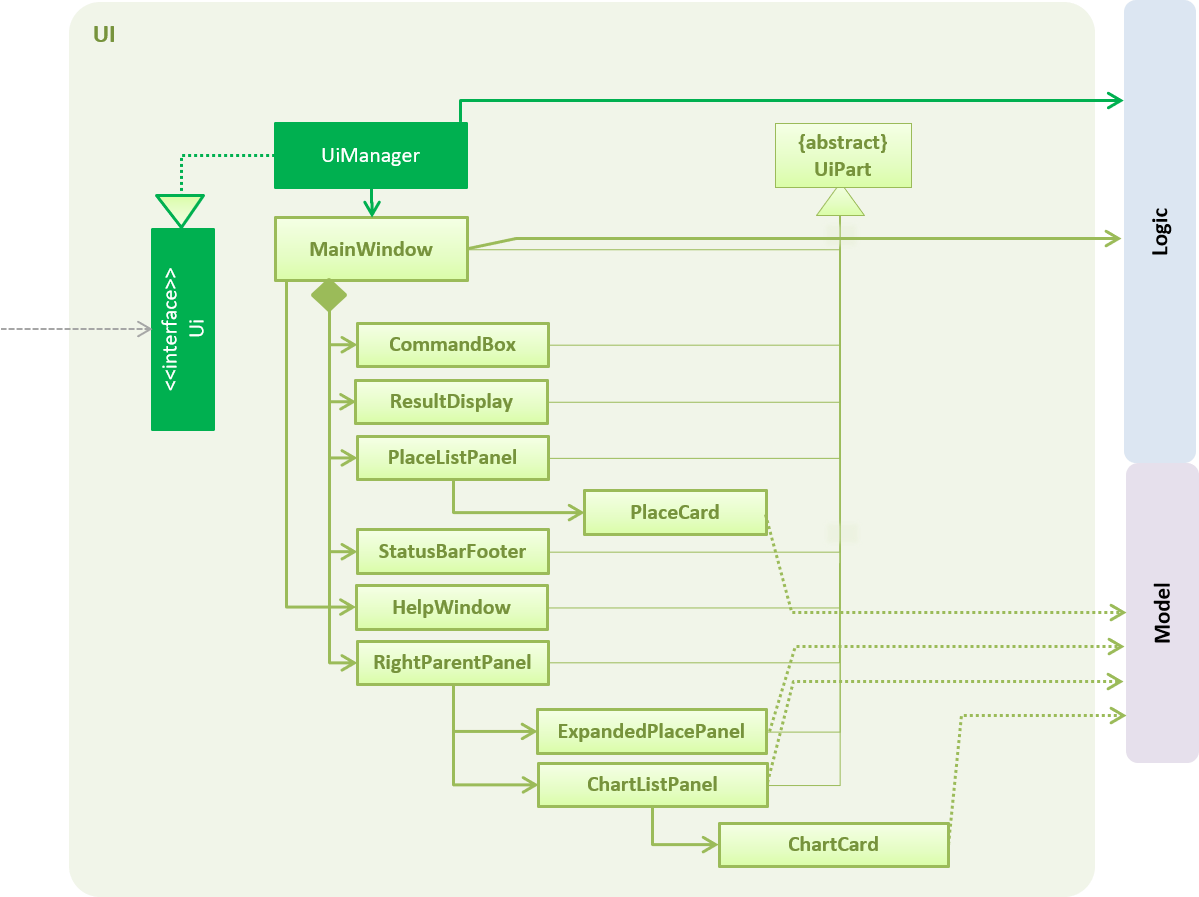 UI
UiManager
{abstract}
UiPart
Logic
MainWindow
<<interface>>
Ui
CommandBox
ResultDisplay
PlaceListPanel
PlaceCard
StatusBarFooter
HelpWindow
Model
RightParentPanel
ExpandedPlacePanel
ChartListPanel
ChartCard